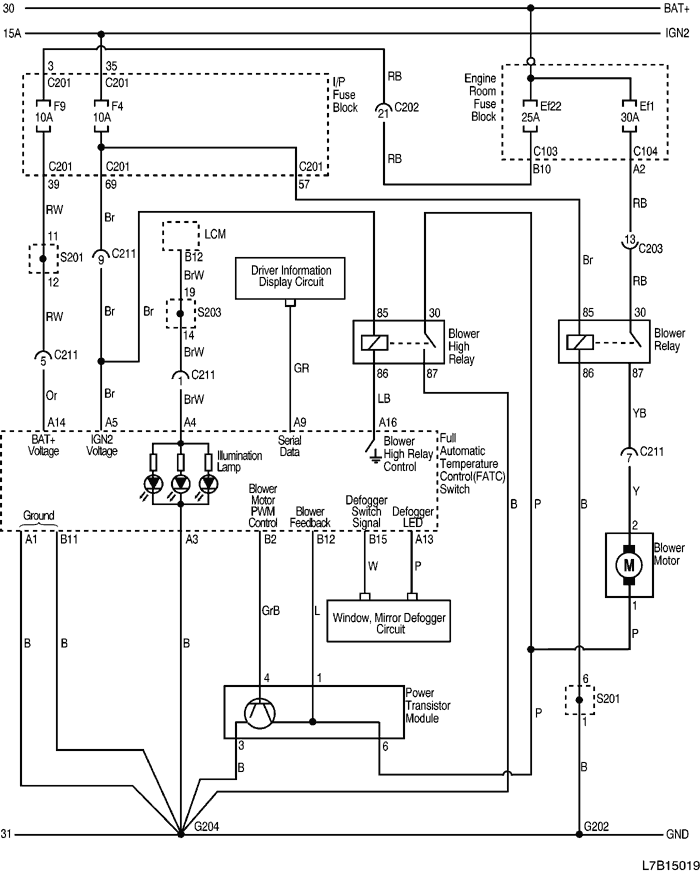 30 BAT+
15A IGN2
3 35 RB I/P
C201 C201 Fuse
F9 F4 Block
10A 10A
21 C202
RB
C201 C201 C201
39 69 57
Engine
Room
Fuse
Block
Ef22 Ef1
25A 30A
C103 C104
B10 A2
RB
13 C203
RB
RW Br
11
S201
12
9 C211
RW Br Br
5 C211
Or Br
LCM
B12
BrW
19
S203
14
BrW
1 C211
BrW
Driver Information
Display Circuit
GR
85 30
Blower
High
Relay
86 87
LB
Br
85 30
Blower
Relay
86 87
YB
C211
7
Y
A14 A5 A4 A9 A16
BAT+
Voltage
IGN2
Voltage
Illumination
Lamp
Serial
Data
Blower
High Relay
Control
Full
Automatic
Temperature
Control(FATC)
Switch
Ground
Blower
Motor
PWM
Control
Blower
Feedback
Defogger
Switch
Signal
Defogger
LED
A1 B11 A3 B2 B12 B15 A13
W P
B P B
Window, Mirror Defogger
Circuit
GrB L
B B B
2
Blower
Motor
M
1
P
4 1
Power
Transistor
Module
3 6
B
P
6
S201
1
B
G204 G202
31 GND
L7B15019